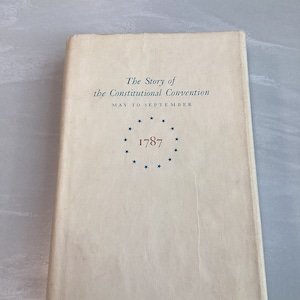 The Story of
the Constitutional Convention
MAY TO SEPTEMBER
1787